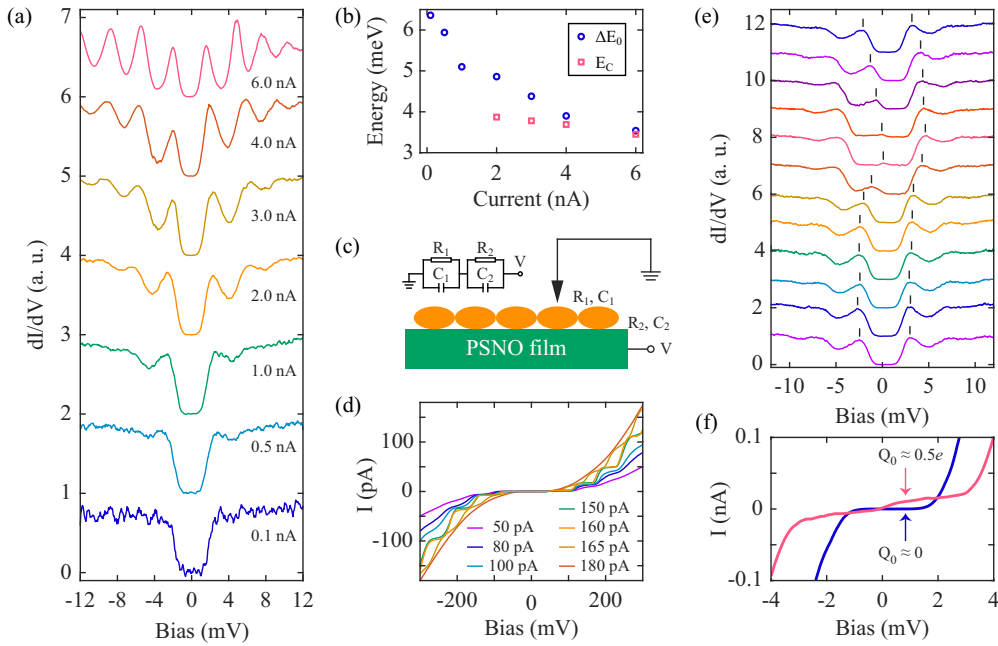 (a)
dI/dV (a. u.)
7
6
5
4
3
2
1
0
6.0 nA
4.0 nA
3.0 nA
2.0 nA
1.0 nA
0.5 nA
0.1 nA
-12 -8 -4 0 4 8 12
Bias (mV)
(b)
Energy (meV)
6
5
4
3
ΔE₀
E_C
0 2 4 6
Current (nA)
(c)
R₁ R₂
C₁ C₂
V
R₁, C₁
R₂, C₂
PSNO film
V
(d)
I (pA)
100
0
-100
50 pA
80 pA
100 pA
150 pA
160 pA
165 pA
180 pA
-200 0 200
Bias (mV)
(e)
dI/dV (a. u.)
12
10
8
6
4
2
0
-10 -5 0 5 10
Bias (mV)
(f)
I (nA)
0.1
0
-0.1
Q₀ ≈ 0.5e
Q₀ ≈ 0
-4 -2 0 2 4
Bias (mV)